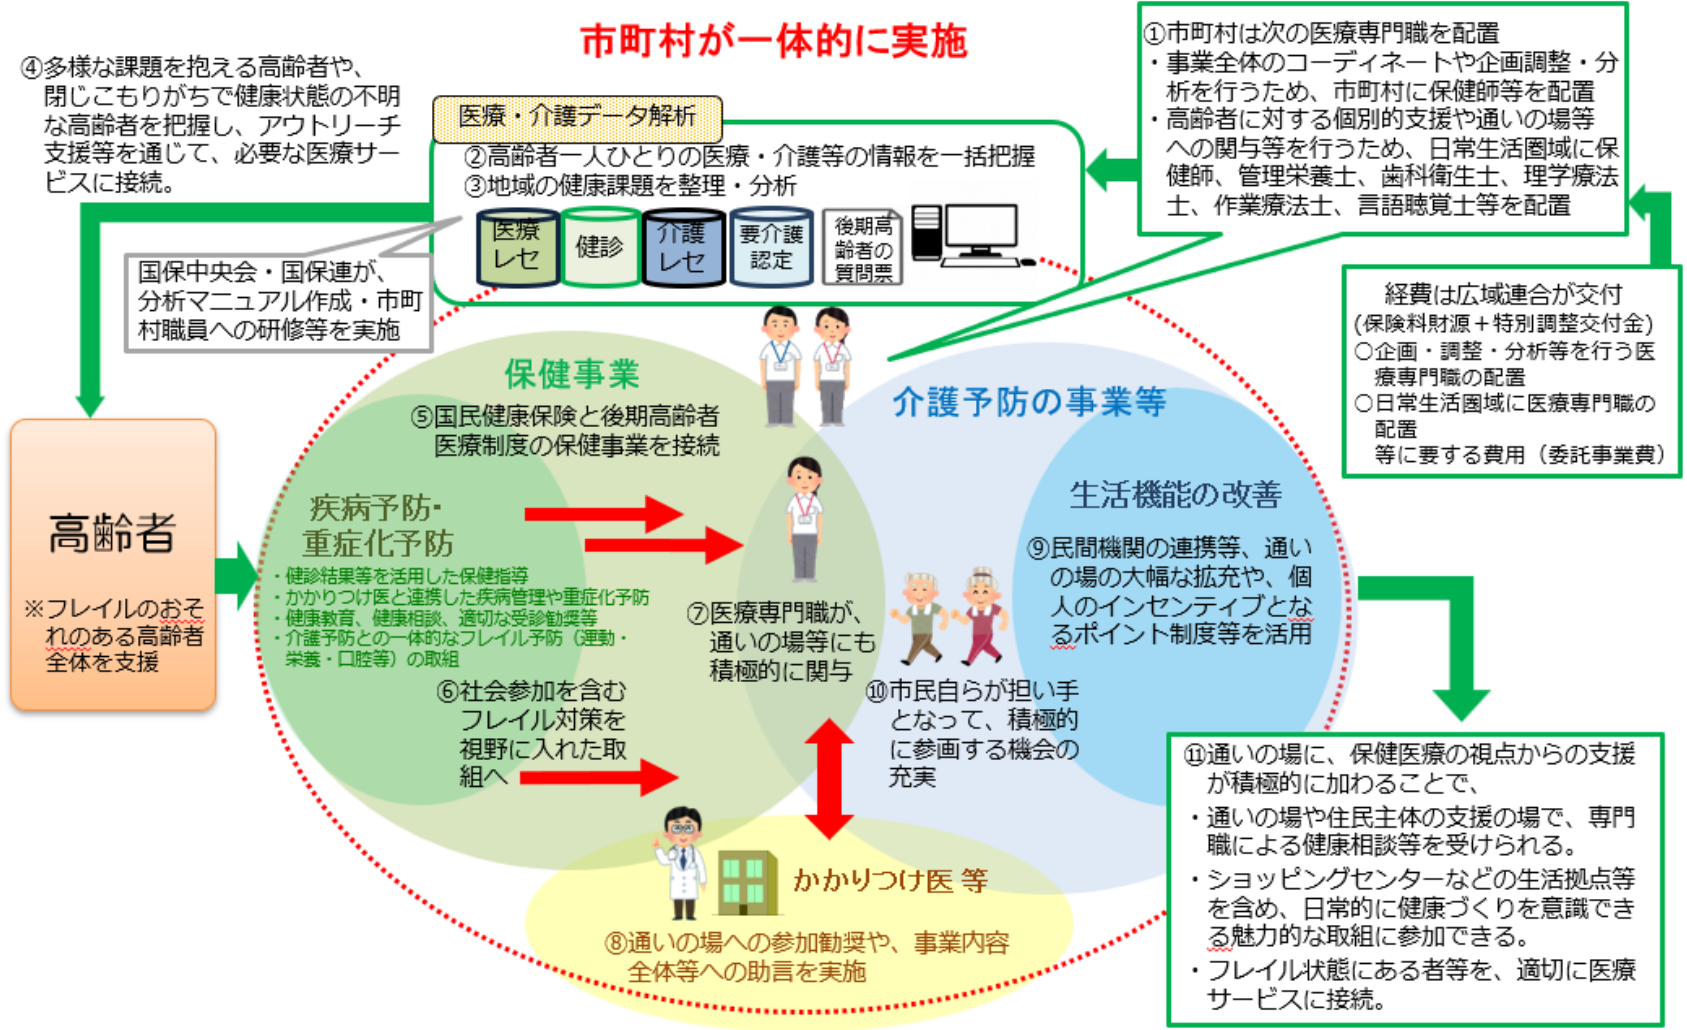 市町村が一体的に実施
①市町村は次の医療専門職を配置
・事業全体のコーディネートや企画調整・分
析を行うため、市町村に保健師等を配置
・高齢者に対する個別的支援や通いの場等
への関与等を行うため、日常生活圏域に保
健師、管理栄養士、歯科衛生士、理学療法
士、作業療法士、言語聴覚士等を配置
④多様な課題を抱える高齢者や、
閉じこもりがちで健康状態の不明
な高齢者を把握し、アウトリーチ
支援等を通じて、必要な医療サー
ビスに接続。
医療・介護データ解析
②高齢者一人ひとりの医療・介護等の情報を一括把握
③地域の健康課題を整理・分析
医療
レセ
健診
介護
レセ
要介護
認定
後期高
齢者の
質問票
国保中央会・国保連が、
分析マニュアル作成・市町
村職員への研修等を実施
経費は広域連合が交付
(保険料財源＋特別調整交付金)
○企画・調整・分析等を行う医
療専門職の配置
○日常生活圏域に医療専門職の
配置
等に要する費用（委託事業費）
保健事業
⑤国民健康保険と後期高齢者
医療制度の保健事業を接続
介護予防の事業等
高齢者
※フレイルのおそ
れのある高齢者
全体を支援
疾病予防・
重症化予防
・健診結果等を活用した保健指導
・かかりつけ医と連携した疾病管理や重症化予防
・健康教育、健康相談、適切な受診勧奨等
・介護予防との一体的なフレイル予防（運動・
栄養・口腔等）の取組
⑥社会参加を含む
フレイル対策を
視野に入れた取
組へ
⑦医療専門職が、
通いの場等にも
積極的に関与
生活機能の改善
⑨民間機関の連携等、通い
の場の大幅な拡充や、個
人のインセンティブとな
るポイント制度等を活用
⑩市民自らが担い手
となって、積極的
に参画する機会の
充実
かかりつけ医 等
⑧通いの場への参加勧奨や、事業内容
全体等への助言を実施
⑪通いの場に、保健医療の視点からの支援
が積極的に加わることで、
・通いの場や住民主体の支援の場で、専門
職による健康相談等を受けられる。
・ショッピングセンターなどの生活拠点等
を含め、日常的に健康づくりを意識でき
る魅力的な取組に参加できる。
・フレイル状態にある者等を、適切に医療
サービスに接続。